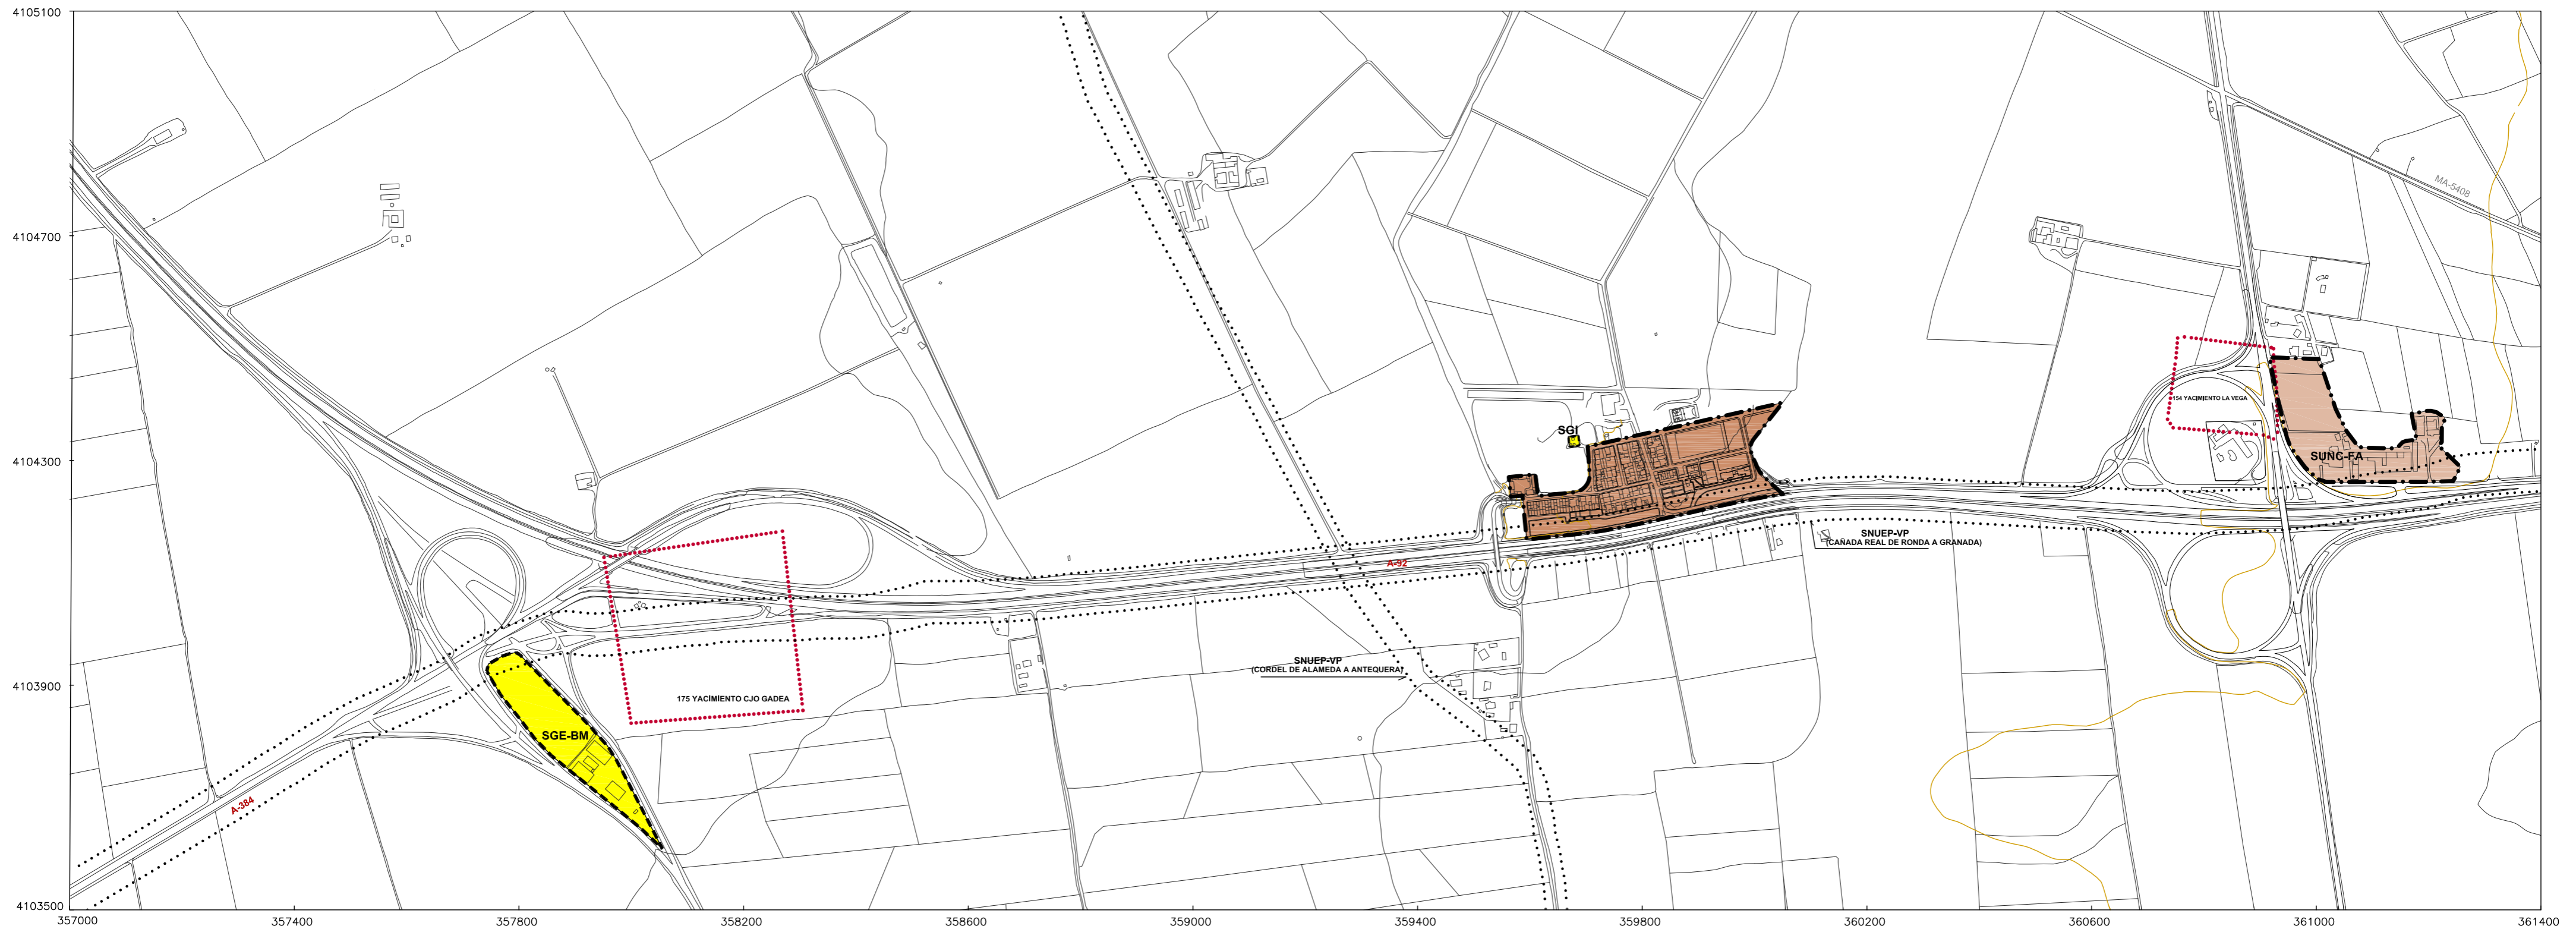 4105100
MA-5408
4104700
154 YACIMIENTO LA VEGA
SGI
SUNC-FA
4104300
SNUEP-VP
(CAÑADA REAL DE RONDA A GRANADA)
A-92
SNUEP-VP
(CORDEL DE ALAMEDA A ANTEQUERA)
4103900
175 YACIMIENTO CJO GADEA
SGE-BM
A-384
4103500
357000 357400 357800 358200 358600 359000 359400 359800 360200 360600 361000 361400